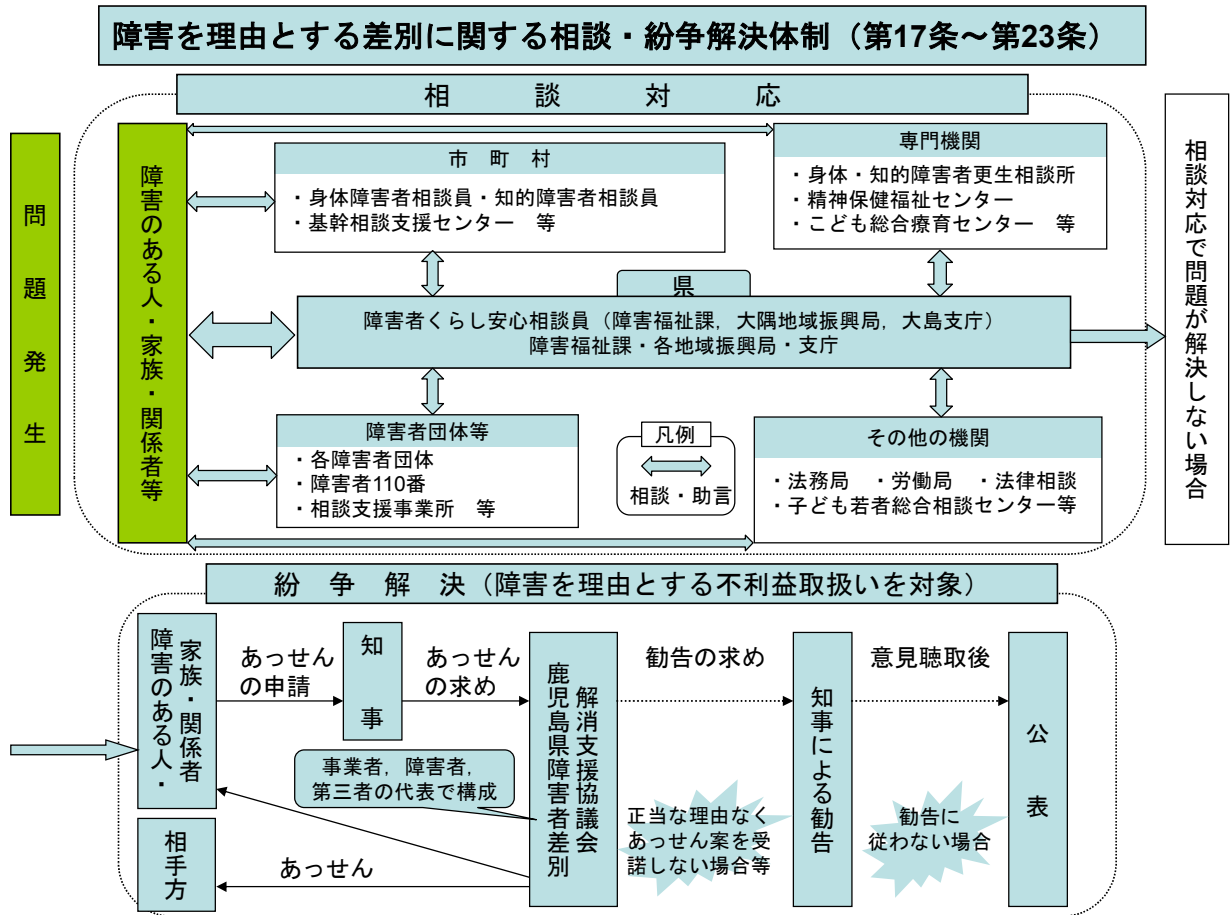 障害を理由とする差別に関する相談・紛争解決体制（第17条～第23条）
相談対応
問題発生
障害のある人・家族・関係者等
市町村
・身体障害者相談員・知的障害者相談員
・基幹相談支援センター　等
専門機関
・身体・知的障害者更生相談所
・精神保健福祉センター
・こども総合療育センター　等
県
障害者くらし安心相談員（障害福祉課，大隅地域振興局，大島支庁）
障害福祉課・各地域振興局・支庁
障害者団体等
・各障害者団体
・障害者110番
・相談支援事業所　等
凡例
相談・助言
その他の機関
・法務局　・労働局　・法律相談
・子ども若者総合相談センター等
相談対応で問題が解決しない場合
紛争解決（障害を理由とする不利益取扱いを対象）
障害のある人・
家族・関係者
あっせん
の申請
知事
あっせん
の求め
鹿児島県障害者差別
解消支援協議会
事業者，障害者，
第三者の代表で構成
勧告の求め
正当な理由なく
あっせん案を受
諾しない場合等
知事による勧告
意見聴取後
勧告に
従わない場合
公表
相手方
あっせん